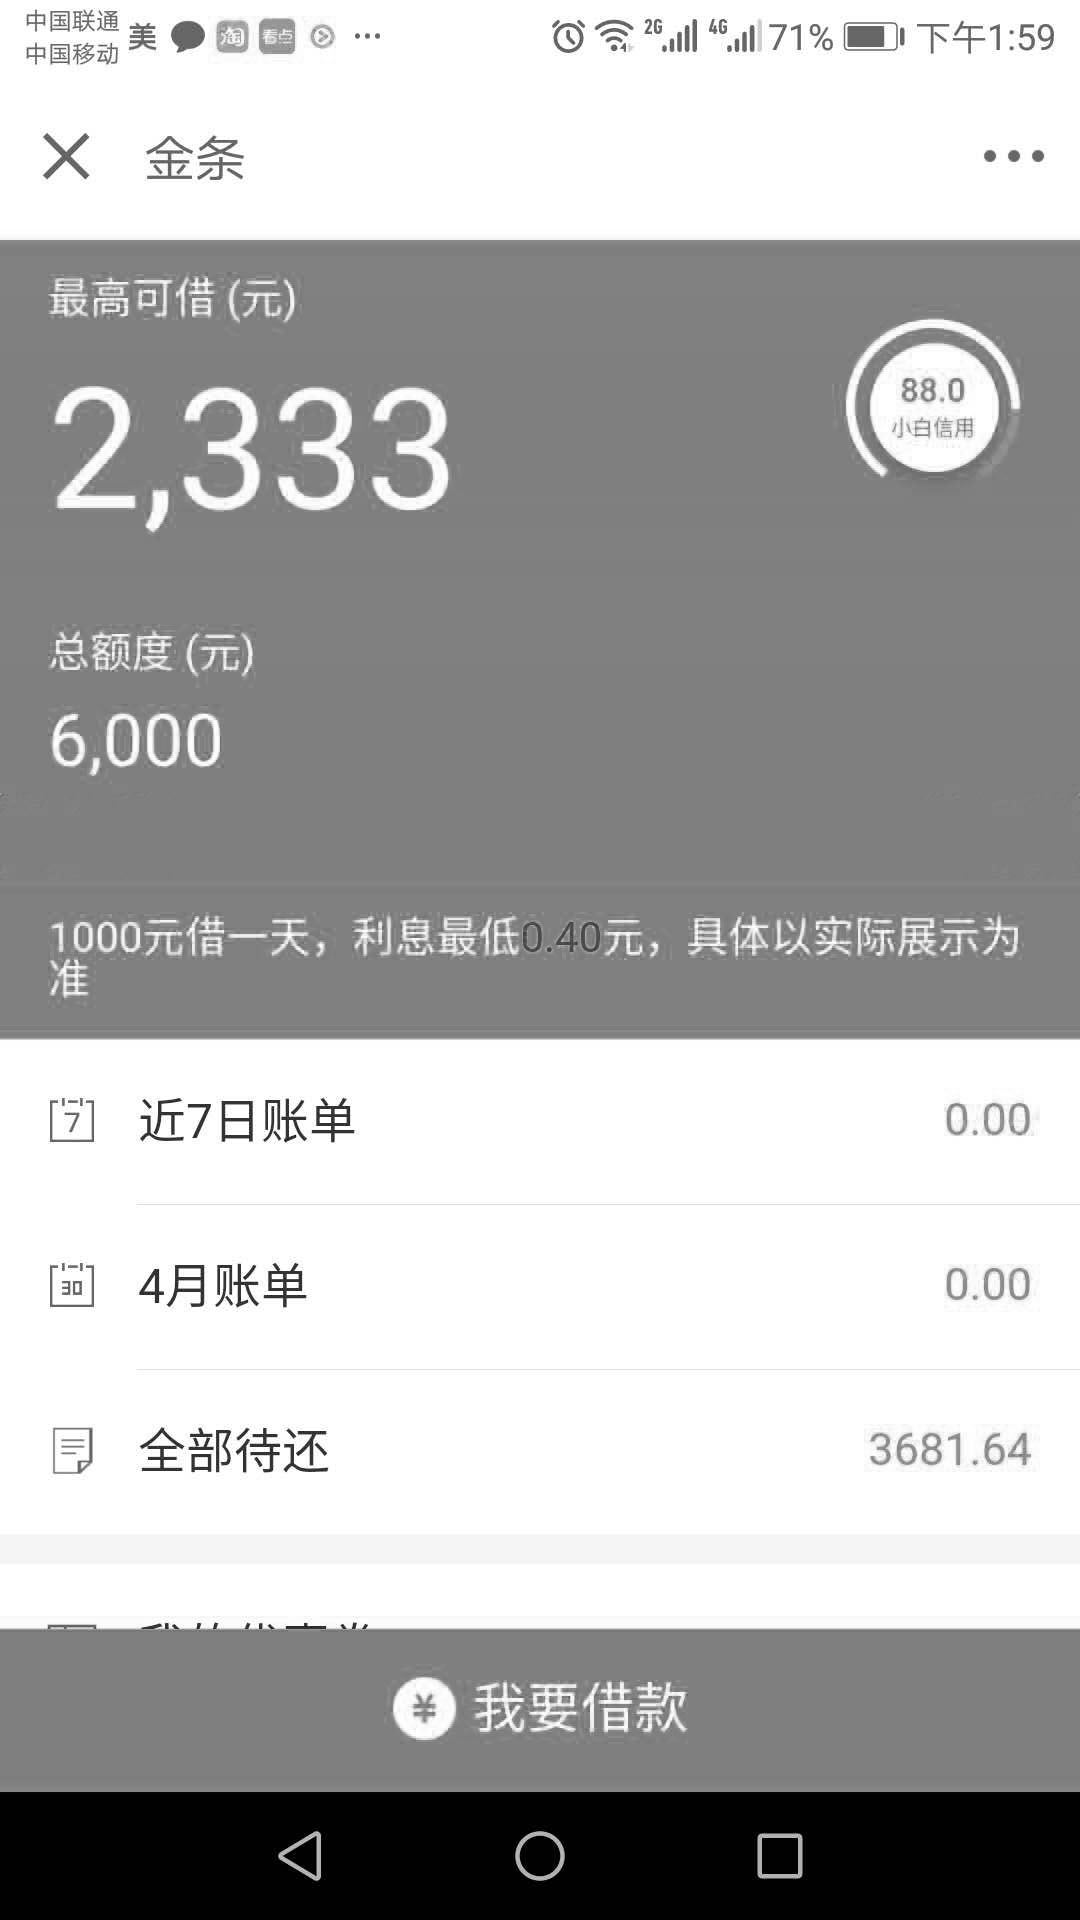 中国联通
中国移动
美 淘 看点 2G 4G 71% 下午1:59
金条
最高可借 (元)
2,333
88.0
小白信用
总额度 (元)
6,000
1000元借一天，利息最低0.40元，具体以实际展示为
准
7 近7日账单 0.00
30 4月账单 0.00
全部待还 3681.64
¥ 我要借款